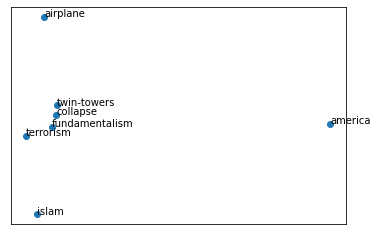 airplane
twin-towers
collapse
fundamentalism
america
terrorism
islam